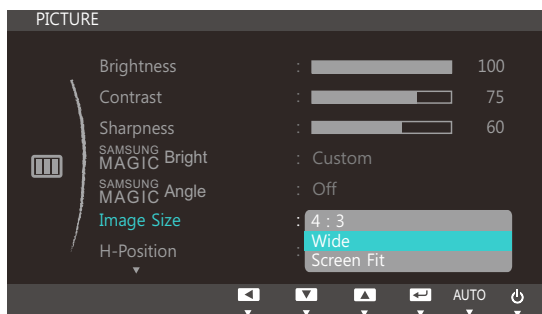 PICTURE
Brightness : 100
Contrast : 75
Sharpness : 60
SAMSUNG MAGIC Bright : Custom
SAMSUNG MAGIC Angle : Off
Image Size : 4 : 3
Wide
H-Position :
Screen Fit
AUTO